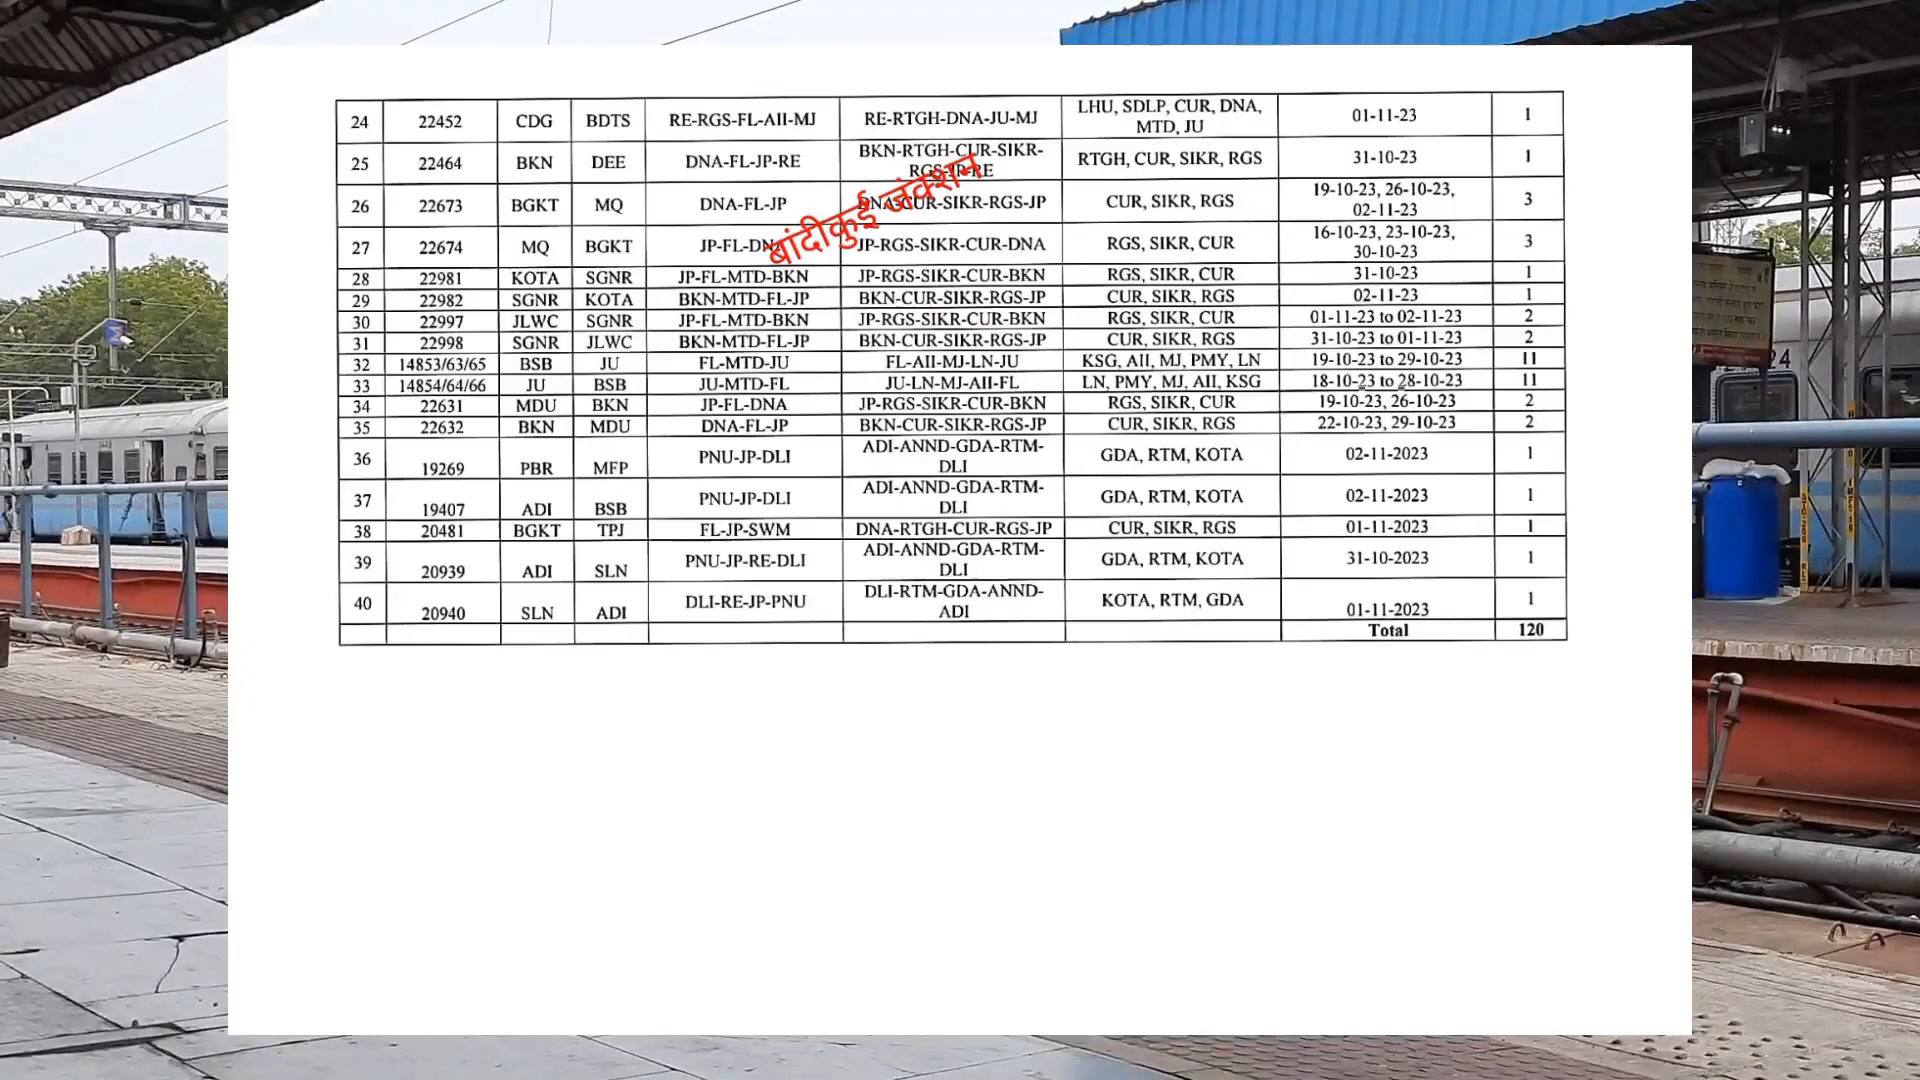 24 22452 CDG BDTS RE-RGS-FL-AII-MJ RE-RTGH-DNA-JU-MJ LHU, SDLP, CUR, DNA, MTD, JU 01-11-23 1
25 22464 BKN DEE DNA-FL-JP-RE BKN-RTGH-CUR-SIKR-RGS-JP-RE RTGH, CUR, SIKR, RGS 31-10-23 1
26 22673 BGKT MQ DNA-FL-JP DNA-CUR-SIKR-RGS-JP CUR, SIKR, RGS 19-10-23, 26-10-23, 02-11-23 3
बांदीकुई जंक्शन
27 22674 MQ BGKT JP-FL-DNA JP-RGS-SIKR-CUR-DNA RGS, SIKR, CUR 16-10-23, 23-10-23, 30-10-23 3
28 22981 KOTA SGNR JP-FL-MTD-BKN JP-RGS-SIKR-CUR-BKN RGS, SIKR, CUR 31-10-23 1
29 22982 SGNR KOTA BKN-MTD-FL-JP BKN-CUR-SIKR-RGS-JP CUR, SIKR, RGS 02-11-23 1
30 22997 JLWC SGNR JP-FL-MTD-BKN JP-RGS-SIKR-CUR-BKN RGS, SIKR, CUR 01-11-23 to 02-11-23 2
31 22998 SGNR JLWC BKN-MTD-FL-JP BKN-CUR-SIKR-RGS-JP CUR, SIKR, RGS 31-10-23 to 01-11-23 2
32 14853/63/65 BSB JU FL-MTD-JU FL-AII-MJ-LN-JU KSG, AII, MJ, PMY, LN 19-10-23 to 29-10-23 11
33 14854/64/66 JU BSB JU-MTD-FL JU-LN-MJ-AII-FL LN, PMY, MJ, AII, KSG 18-10-23 to 28-10-23 11
34 22631 MDU BKN JP-FL-DNA JP-RGS-SIKR-CUR-BKN RGS, SIKR, CUR 19-10-23, 26-10-23 2
35 22632 BKN MDU DNA-FL-JP BKN-CUR-SIKR-RGS-JP CUR, SIKR, RGS 22-10-23, 29-10-23 2
36 19269 PBR MFP PNU-JP-DLI ADI-ANND-GDA-RTM-DLI GDA, RTM, KOTA 02-11-2023 1
37 19407 ADI BSB PNU-JP-DLI ADI-ANND-GDA-RTM-DLI GDA, RTM, KOTA 02-11-2023 1
38 20481 BGKT TPJ FL-JP-SWM DNA-RTGH-CUR-RGS-JP CUR, SIKR, RGS 01-11-2023 1
39 20939 ADI SLN PNU-JP-RE-DLI ADI-ANND-GDA-RTM-DLI GDA, RTM, KOTA 31-10-2023 1
40 20940 SLN ADI DLI-RE-JP-PNU DLI-RTM-GDA-ANND-ADI KOTA, RTM, GDA 01-11-2023 1
Total 120